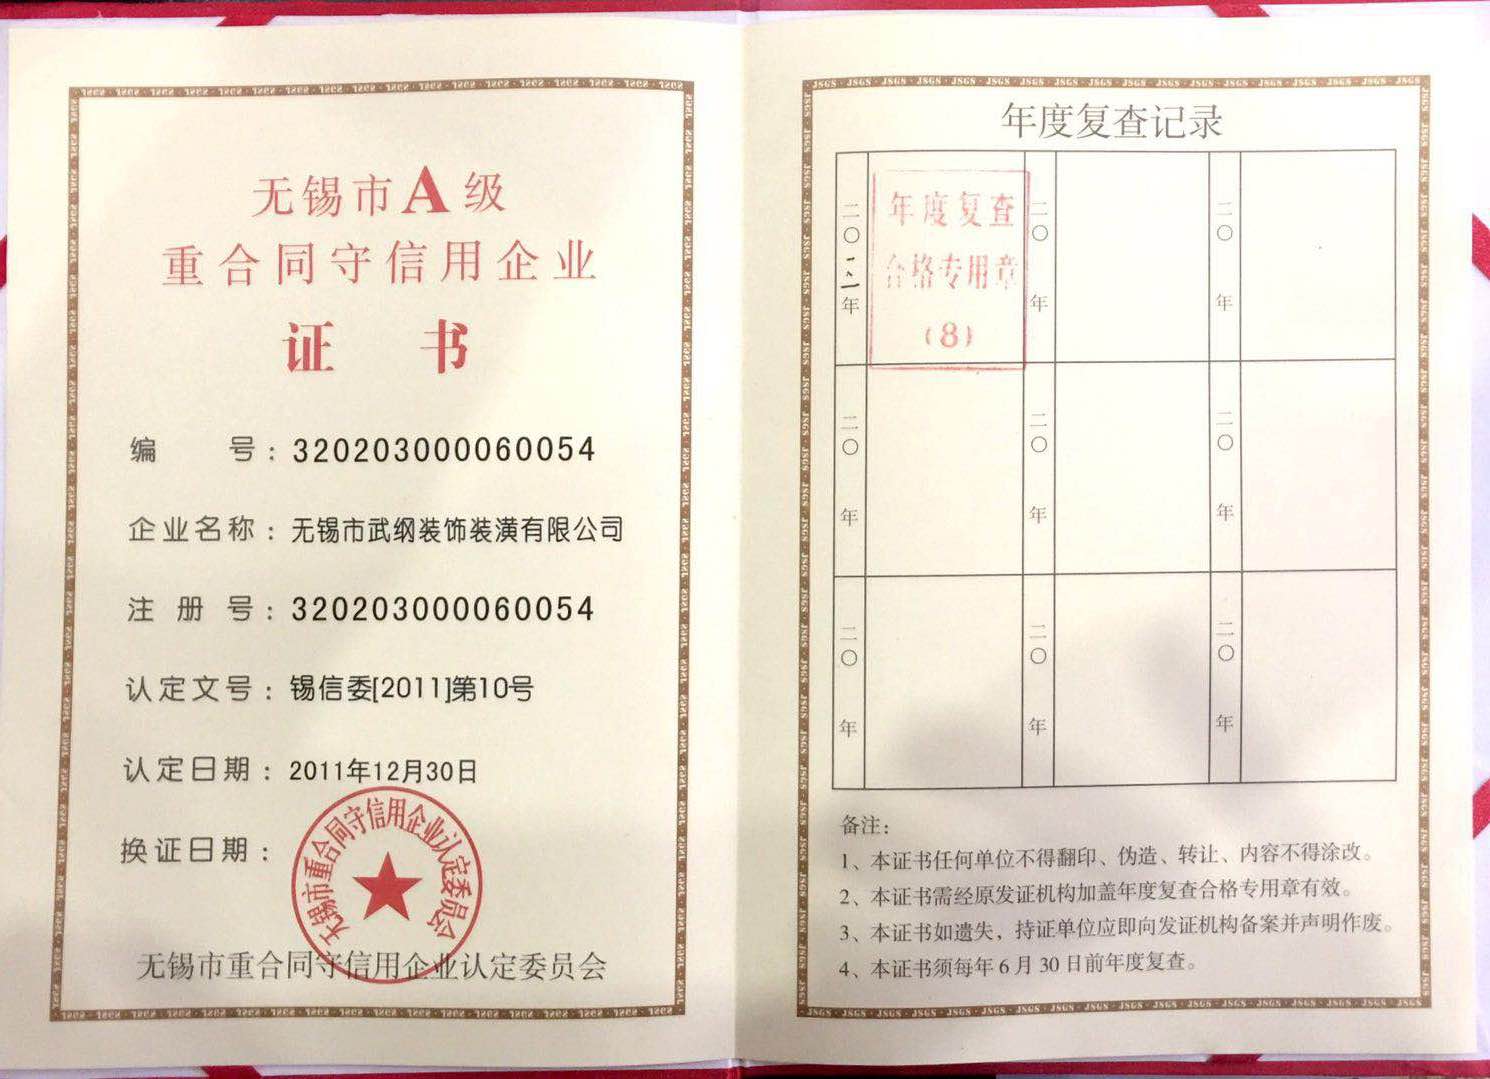 无锡市A级
重合同守信用企业
证 书
编 号：320203000060054
企业名称：无锡市武纲装饰装潢有限公司
注 册 号：320203000060054
认定文号：锡信委[2011]第10号
认定日期：2011年12月30日
换证日期：
无锡市重合同守信用企业认定委员会
无锡市重合同守信用企业认定委员会
年度复查记录
二〇一二年
年度复查
合格专用章
（8）
二〇 年
二〇 年
二〇 年
二〇 年
二〇 年
二〇 年
二〇 年
二〇 年
备注：
1、本证书任何单位不得翻印、伪造、转让、内容不得涂改。
2、本证书需经原发证机构加盖年度复查合格专用章有效。
3、本证书如遗失，持证单位应即向发证机构备案并声明作废。
4、本证书须每年6月30日前年度复查。
JSGS